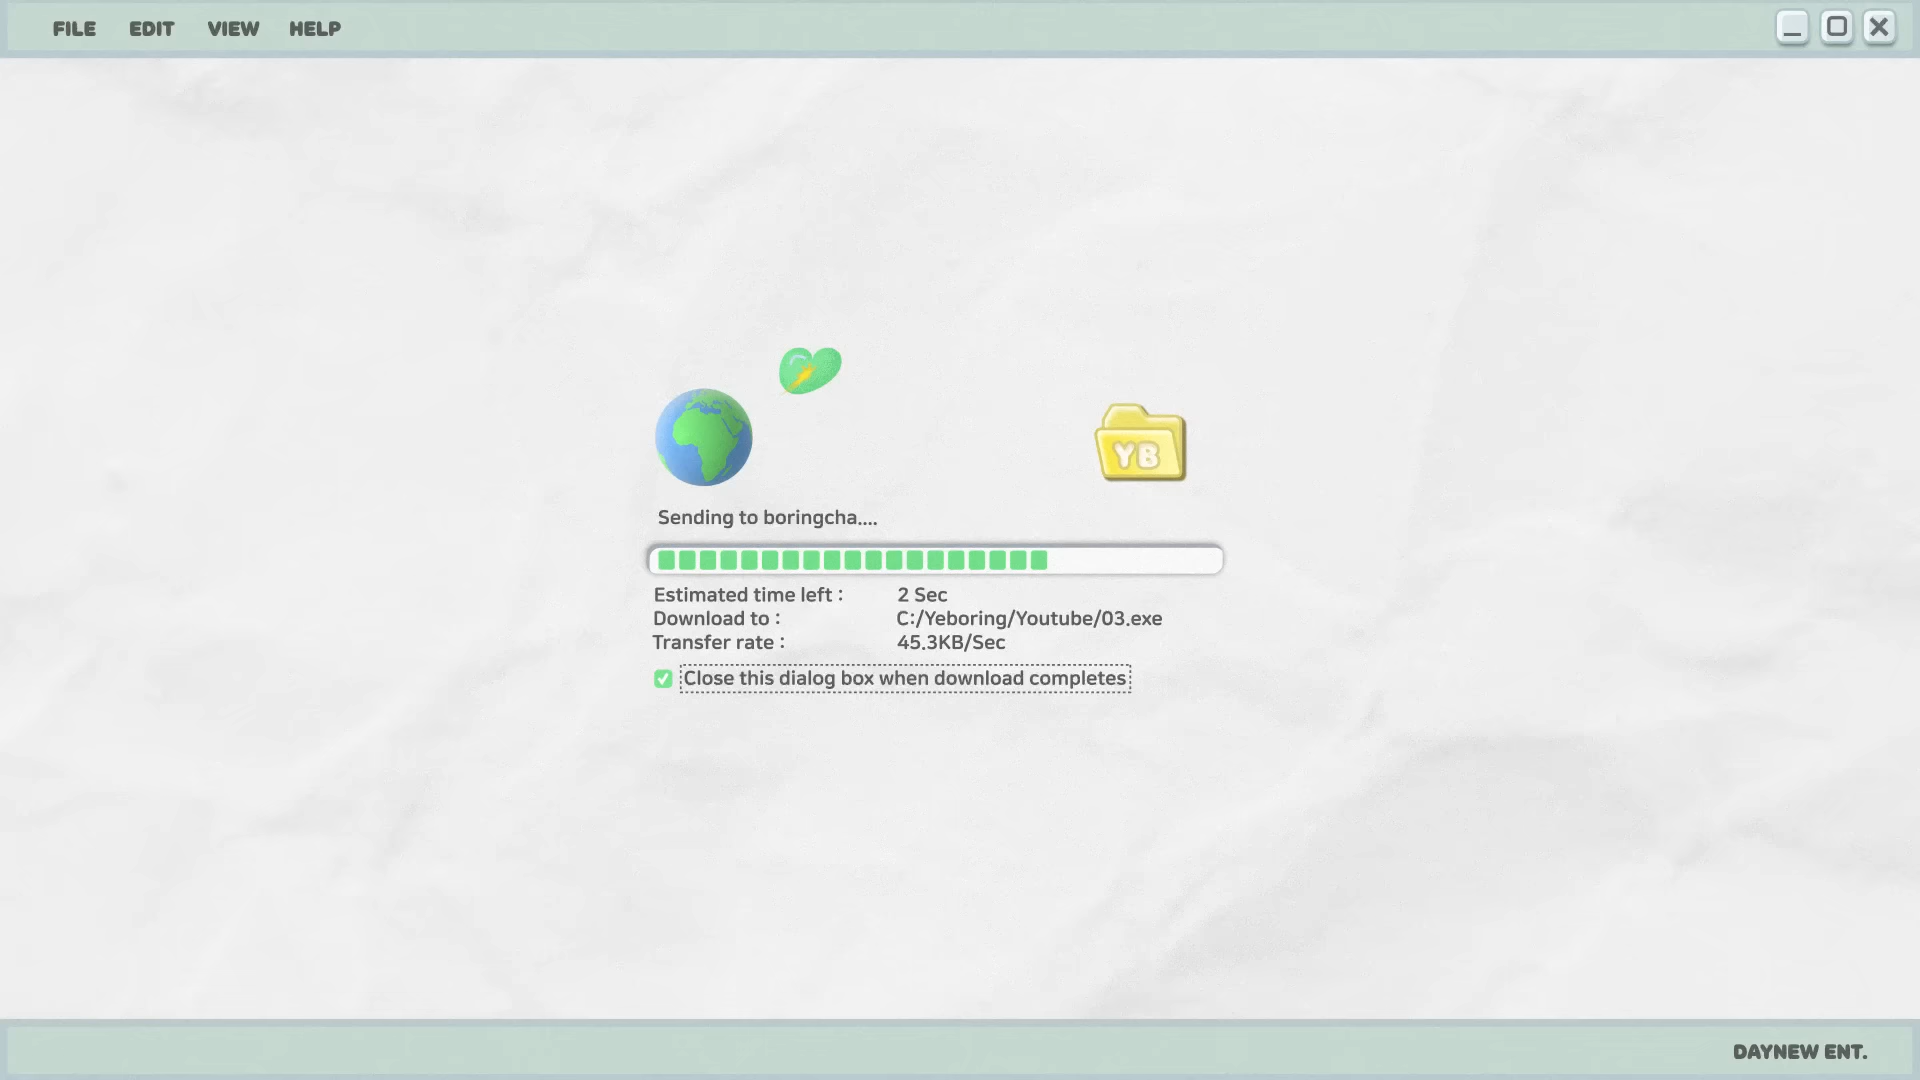 FILE EDIT VIEW HELP
YB
Sending to boringcha....
Estimated time left : 2 Sec
Download to : C:/Yeboring/Youtube/03.exe
Transfer rate : 45.3KB/Sec
Close this dialog box when download completes
DAYNEW ENT.